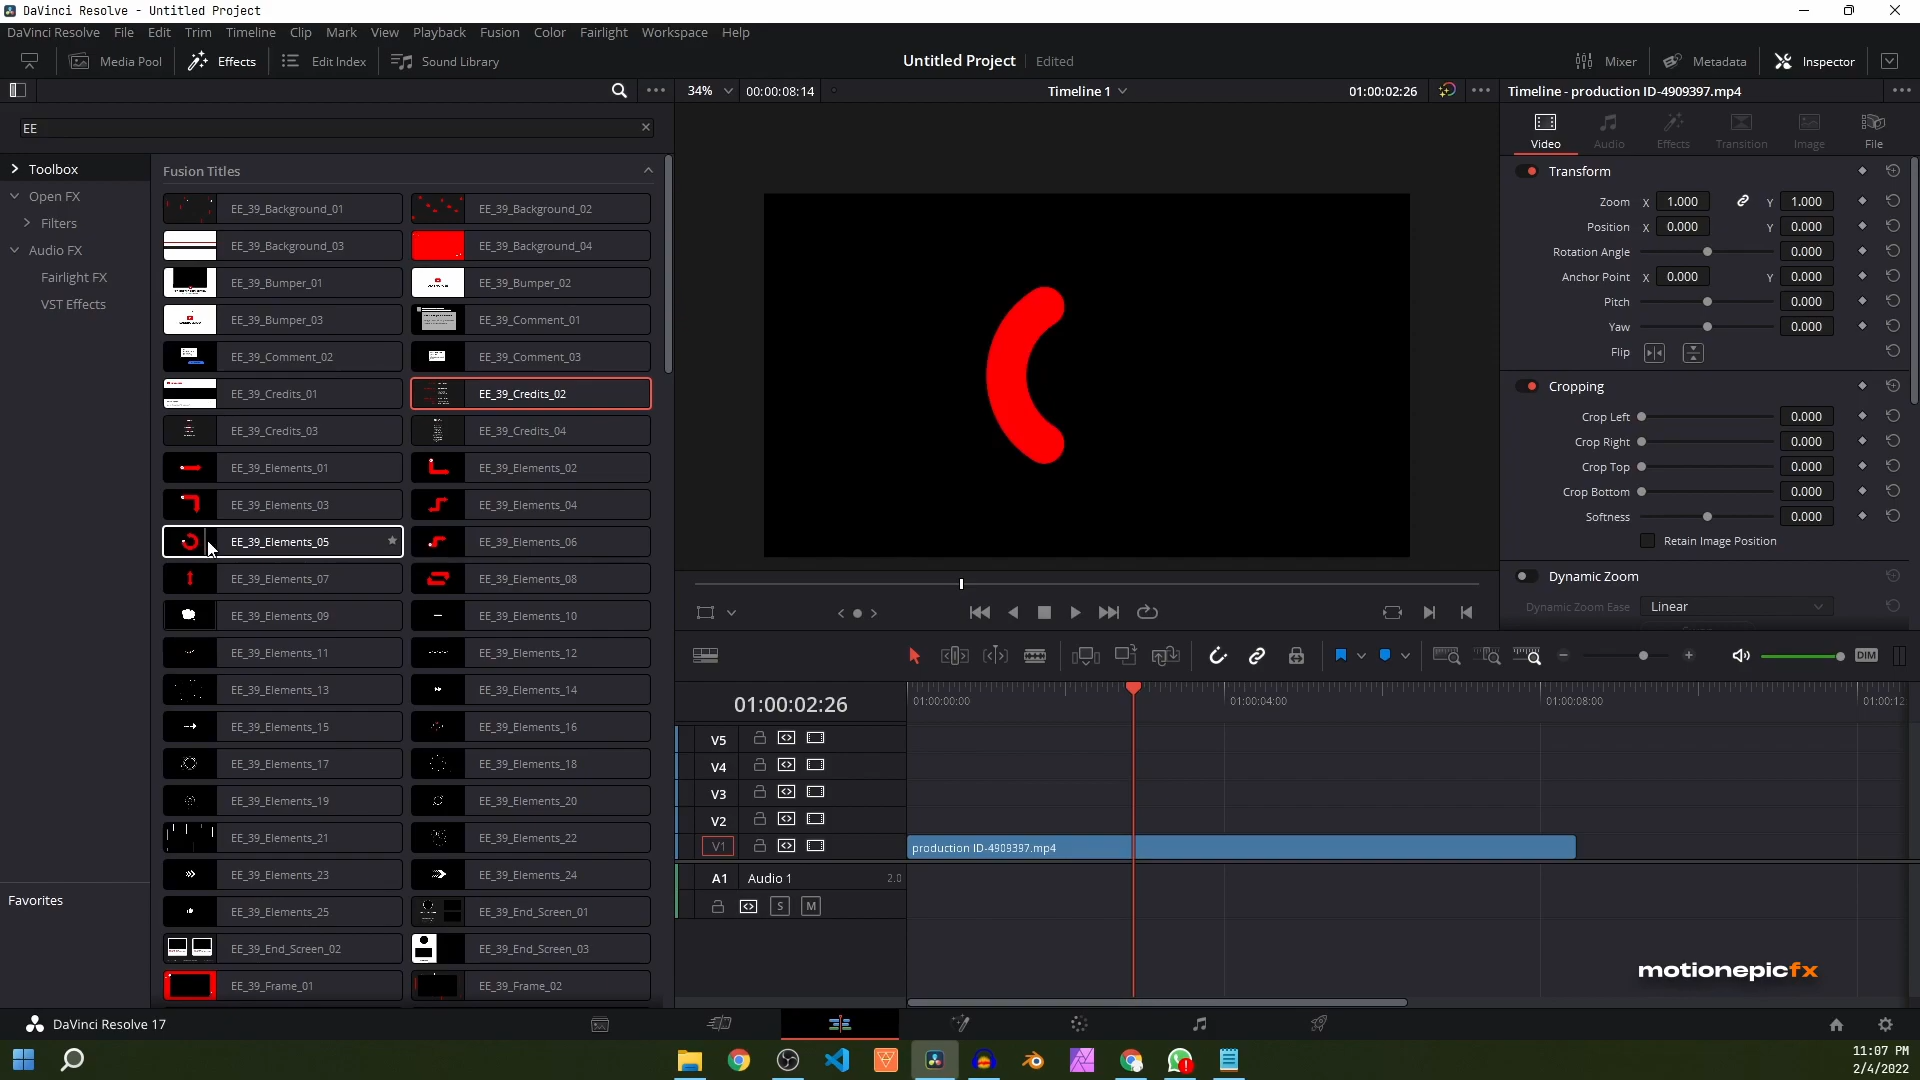 DaVinci Resolve - Untitled Project
DaVinci Resolve File Edit Trim Timeline Clip Mark View Playback Fusion Color Fairlight Workspace Help
Media Pool Effects Edit Index Sound Library Untitled Project Edited Mixer Metadata Inspector
34% 00:00:08:14 Timeline 1 01:00:02:26 Timeline - production ID-4909397.mp4
EE
Video Audio Effects Transition Image File
Toolbox
Open FX
Filters
Audio FX
Fairlight FX
VST Effects
Favorites
Fusion Titles
EE_39_Background_01 EE_39_Background_02
EE_39_Background_03 EE_39_Background_04
EE_39_Bumper_01 EE_39_Bumper_02
EE_39_Bumper_03 EE_39_Comment_01
EE_39_Comment_02 EE_39_Comment_03
EE_39_Credits_01 EE_39_Credits_02
EE_39_Credits_03 EE_39_Credits_04
EE_39_Elements_01 EE_39_Elements_02
EE_39_Elements_03 EE_39_Elements_04
EE_39_Elements_05 EE_39_Elements_06
EE_39_Elements_07 EE_39_Elements_08
EE_39_Elements_09 EE_39_Elements_10
EE_39_Elements_11 EE_39_Elements_12
EE_39_Elements_13 EE_39_Elements_14
EE_39_Elements_15 EE_39_Elements_16
EE_39_Elements_17 EE_39_Elements_18
EE_39_Elements_19 EE_39_Elements_20
EE_39_Elements_21 EE_39_Elements_22
EE_39_Elements_23 EE_39_Elements_24
EE_39_Elements_25 EE_39_End_Screen_01
EE_39_End_Screen_02 EE_39_End_Screen_03
EE_39_Frame_01 EE_39_Frame_02
Transform
Zoom X 1.000 Y 1.000
Position X 0.000 Y 0.000
Rotation Angle 0.000
Anchor Point X 0.000 Y 0.000
Pitch 0.000
Yaw 0.000
Flip
Cropping
Crop Left 0.000
Crop Right 0.000
Crop Top 0.000
Crop Bottom 0.000
Softness 0.000
Retain Image Position
Dynamic Zoom
Dynamic Zoom Ease Linear
DIM
01:00:02:26 01:00:00:00 01:00:04:00 01:00:08:00 01:00:12
V5
V4
V3
V2
V1 production ID-4909397.mp4
A1 Audio 1 2.0
S M
motionepicfx
DaVinci Resolve 17
11:07 PM
2/4/2022